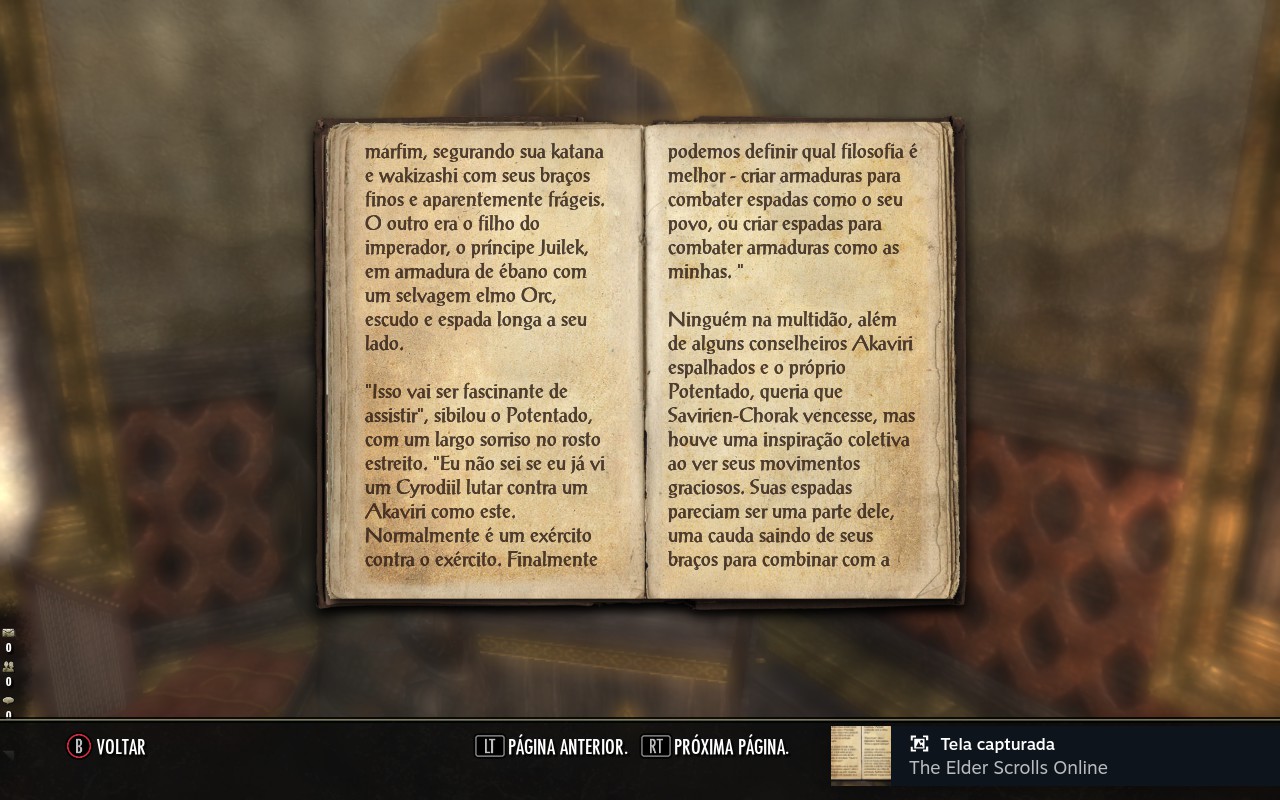 marfim, segurando sua katana
e wakizashi com seus braços
finos e aparentemente frágeis.
O outro era o filho do
imperador, o príncipe Juilek,
em armadura de ébano com
um selvagem elmo Orc,
escudo e espada longa a seu
lado.
"Isso vai ser fascinante de
assistir", sibilou o Potentado,
com um largo sorriso no rosto
estreito. "Eu não sei se eu já vi
um Cyrodiil lutar contra um
Akaviri como este.
Normalmente é um exército
contra o exército. Finalmente
podemos definir qual filosofia é
melhor - criar armaduras para
combater espadas como o seu
povo, ou criar espadas para
combater armaduras como as
minhas. "
Ninguém na multidão, além
de alguns conselheiros Akaviri
espalhados e o próprio
Potentado, queria que
Savirien-Chorak vencesse, mas
houve uma inspiração coletiva
ao ver seus movimentos
graciosos. Suas espadas
pareciam ser uma parte dele,
uma cauda saindo de seus
braços para combinar com a
0
0
0
B VOLTAR
LT PÁGINA ANTERIOR.
RT PRÓXIMA PÁGINA.
Tela capturada
The Elder Scrolls Online